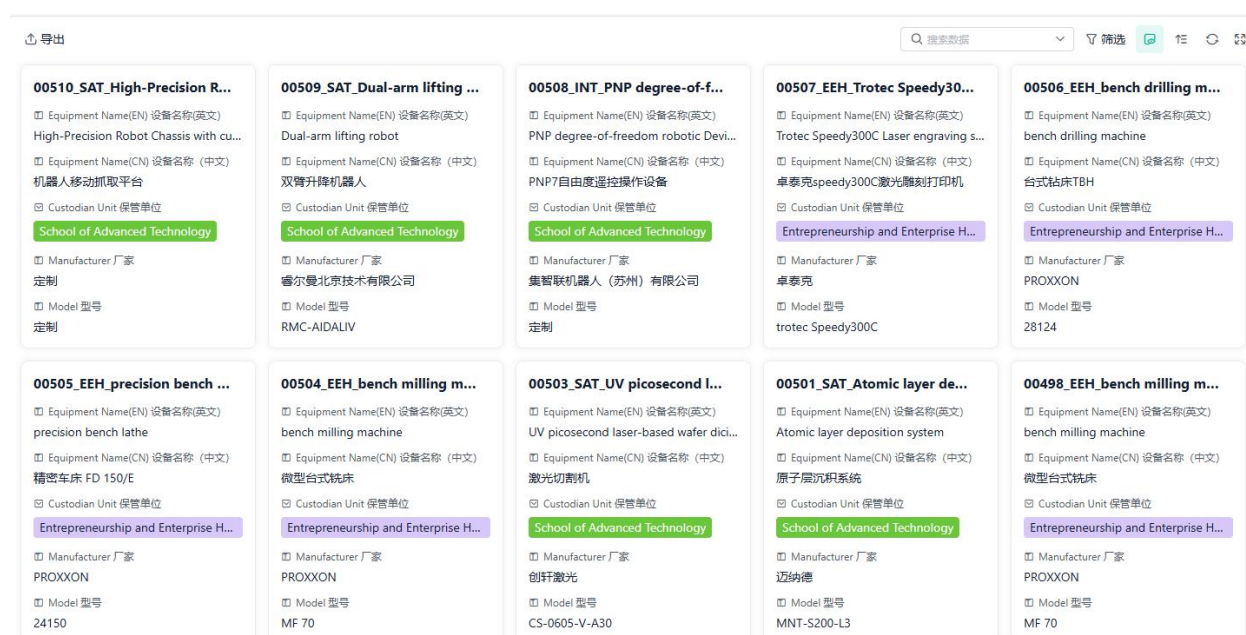 导出
搜索数据
筛选
00510_SAT_High-Precision R...
Equipment Name(EN) 设备名称(英文)
High-Precision Robot Chassis with cu...
Equipment Name(CN) 设备名称（中文）
机器人移动抓取平台
Custodian Unit 保管单位
School of Advanced Technology
Manufacturer 厂家
定制
Model 型号
定制
00509_SAT_Dual-arm lifting ...
Equipment Name(EN) 设备名称(英文)
Dual-arm lifting robot
Equipment Name(CN) 设备名称（中文）
双臂升降机器人
Custodian Unit 保管单位
School of Advanced Technology
Manufacturer 厂家
睿尔曼北京技术有限公司
Model 型号
RMC-AIDALIV
00508_INT_PNP degree-of-f...
Equipment Name(EN) 设备名称(英文)
PNP degree-of-freedom robotic Devi...
Equipment Name(CN) 设备名称（中文）
PNP7自由度遥控操作设备
Custodian Unit 保管单位
School of Advanced Technology
Manufacturer 厂家
集智联机器人（苏州）有限公司
Model 型号
定制
00507_EEH_Trotec Speedy30...
Equipment Name(EN) 设备名称(英文)
Trotec Speedy300C Laser engraving s...
Equipment Name(CN) 设备名称（中文）
卓泰克speedy300C激光雕刻打印机
Custodian Unit 保管单位
Entrepreneurship and Enterprise H...
Manufacturer 厂家
卓泰克
Model 型号
trotec Speedy300C
00506_EEH_bench drilling m...
Equipment Name(EN) 设备名称(英文)
bench drilling machine
Equipment Name(CN) 设备名称（中文）
台式钻床TBH
Custodian Unit 保管单位
Entrepreneurship and Enterprise H...
Manufacturer 厂家
PROXXON
Model 型号
28124
00505_EEH_precision bench ...
Equipment Name(EN) 设备名称(英文)
precision bench lathe
Equipment Name(CN) 设备名称（中文）
精密车床 FD 150/E
Custodian Unit 保管单位
Entrepreneurship and Enterprise H...
Manufacturer 厂家
PROXXON
Model 型号
24150
00504_EEH_bench milling m...
Equipment Name(EN) 设备名称(英文)
bench milling machine
Equipment Name(CN) 设备名称（中文）
微型台式铣床
Custodian Unit 保管单位
Entrepreneurship and Enterprise H...
Manufacturer 厂家
PROXXON
Model 型号
MF 70
00503_SAT_UV picosecond l...
Equipment Name(EN) 设备名称(英文)
UV picosecond laser-based wafer dici...
Equipment Name(CN) 设备名称（中文）
激光切割机
Custodian Unit 保管单位
School of Advanced Technology
Manufacturer 厂家
创轩激光
Model 型号
CS-0605-V-A30
00501_SAT_Atomic layer de...
Equipment Name(EN) 设备名称(英文)
Atomic layer deposition system
Equipment Name(CN) 设备名称（中文）
原子层沉积系统
Custodian Unit 保管单位
School of Advanced Technology
Manufacturer 厂家
迈纳德
Model 型号
MNT-S200-L3
00498_EEH_bench milling m...
Equipment Name(EN) 设备名称(英文)
bench milling machine
Equipment Name(CN) 设备名称（中文）
微型台式铣床
Custodian Unit 保管单位
Entrepreneurship and Enterprise H...
Manufacturer 厂家
PROXXON
Model 型号
MF 70